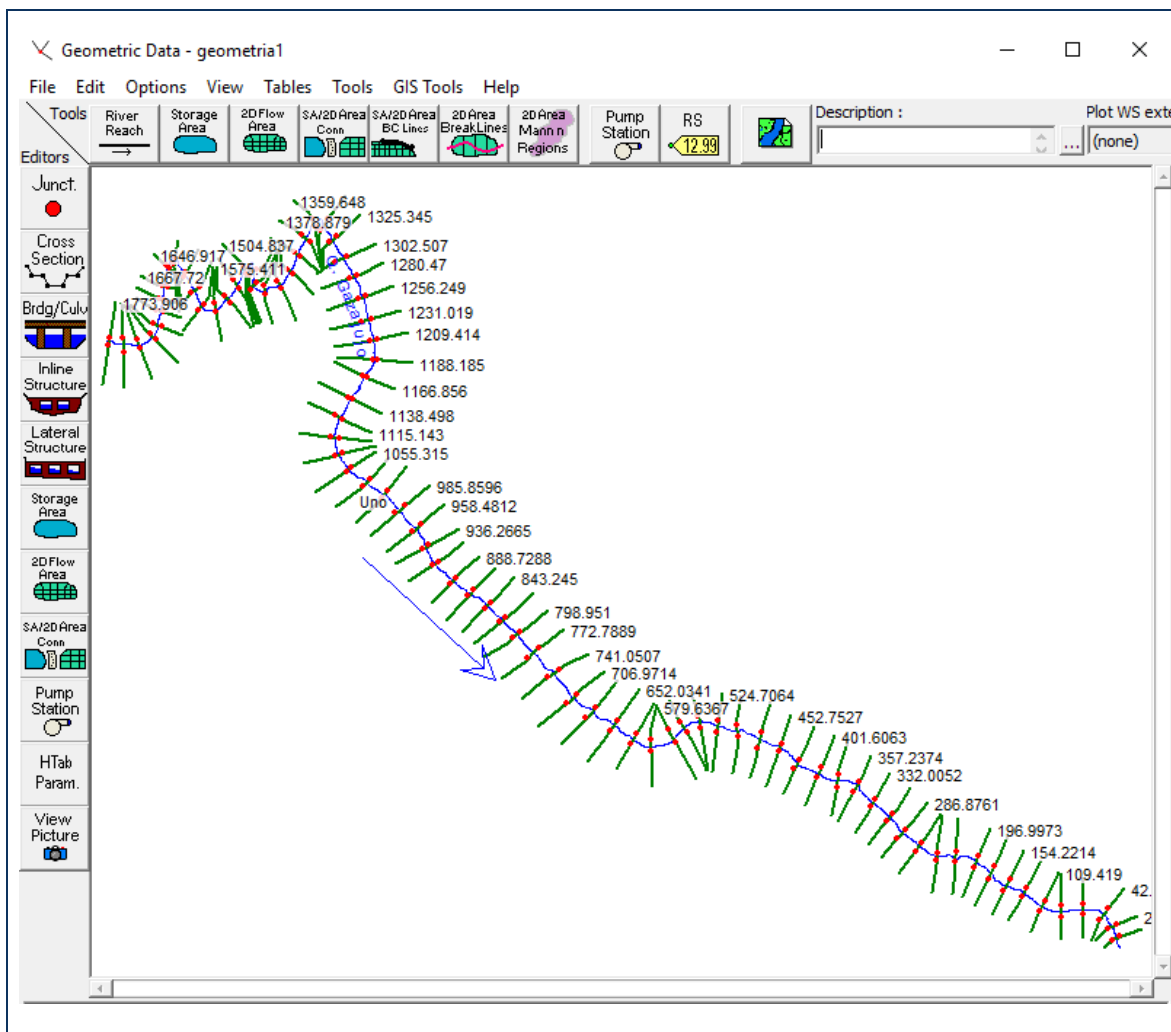 Geometric Data - geometria1
File Edit Options View Tables Tools GIS Tools Help
Tools
Editors
River
Reach
Storage
Area
2D Flow
Area
SA/2D Area
Conn
SA/2D Area
BC Lines
2D Area
BreakLines
2D Area
Mann n
Regions
Pump
Station
RS
12.99
Description :
...
Plot WS exte
(none)
Junct.
Cross
Section
Brdg/Culv
Inline
Structure
Lateral
Structure
Storage
Area
2D Flow
Area
SA/2D Area
Conn
Pump
Station
HTab
Param.
View
Picture
1359.648
1378.879
1325.345
1504.837
1302.507
1646.917
1575.411
1280.47
1667.72
1256.249
1773.906
1231.019
1209.414
1188.185
1166.856
1138.498
1115.143
1055.315
Uno
985.8596
958.4812
936.2665
888.7288
843.245
798.951
772.7889
741.0507
706.9714
652.0341
579.6367
524.7064
452.7527
401.6063
357.2374
332.0052
286.8761
196.9973
154.2214
109.419
42.
2